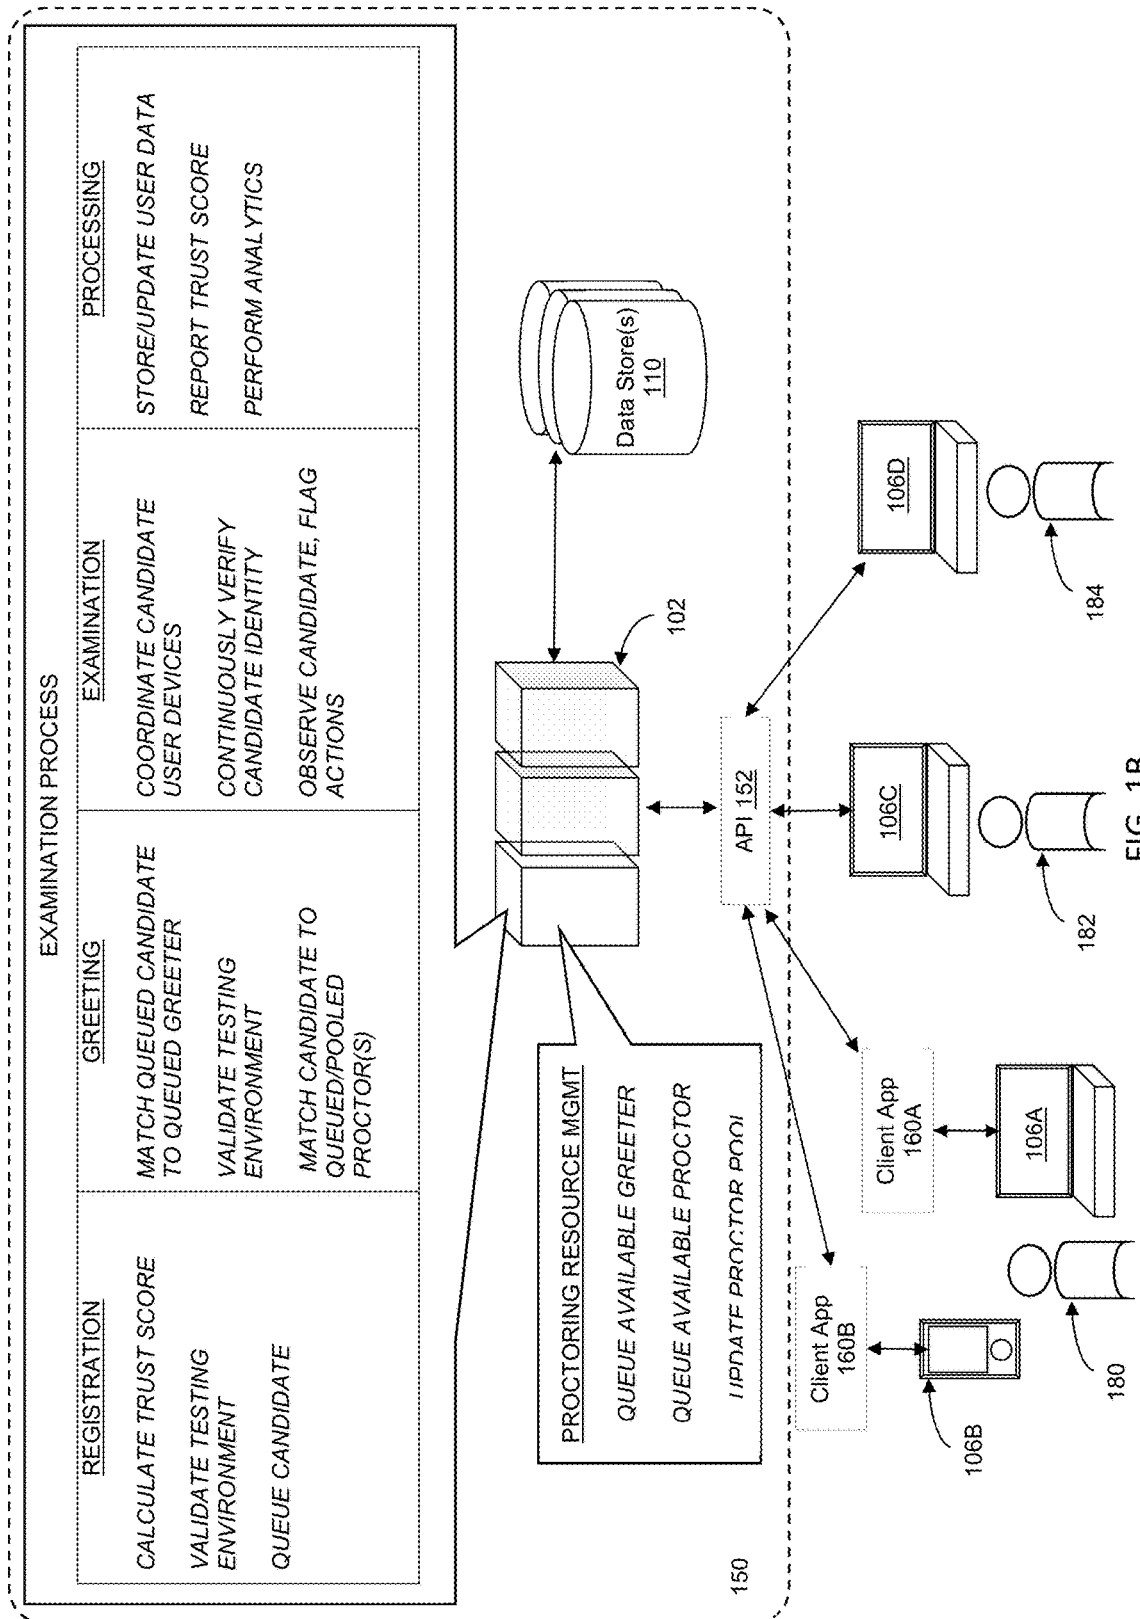 EXAMINATION PROCESS
REGISTRATION
CALCULATE TRUST SCORE
VALIDATE TESTING
ENVIRONMENT
QUEUE CANDIDATE
GREETING
MATCH QUEUED CANDIDATE
TO QUEUED GREETER
VALIDATE TESTING
ENVIRONMENT
MATCH CANDIDATE TO
QUEUED/POOLED
PROCTOR(S)
EXAMINATION
COORDINATE CANDIDATE
USER DEVICES
CONTINUOUSLY VERIFY
CANDIDATE IDENTITY
OBSERVE CANDIDATE, FLAG
ACTIONS
PROCESSING
STORE/UPDATE USER DATA
REPORT TRUST SCORE
PERFORM ANALYTICS
PROCTORING RESOURCE MGMT
QUEUE AVAILABLE GREETER
QUEUE AVAILABLE PROCTOR
UPDATE PROCTOR POOL
102
Data Store(s)
110
150
API 152
Client App
160B
Client App
160A
106B
106A
106C
106D
180
182
184
FIG. 1B